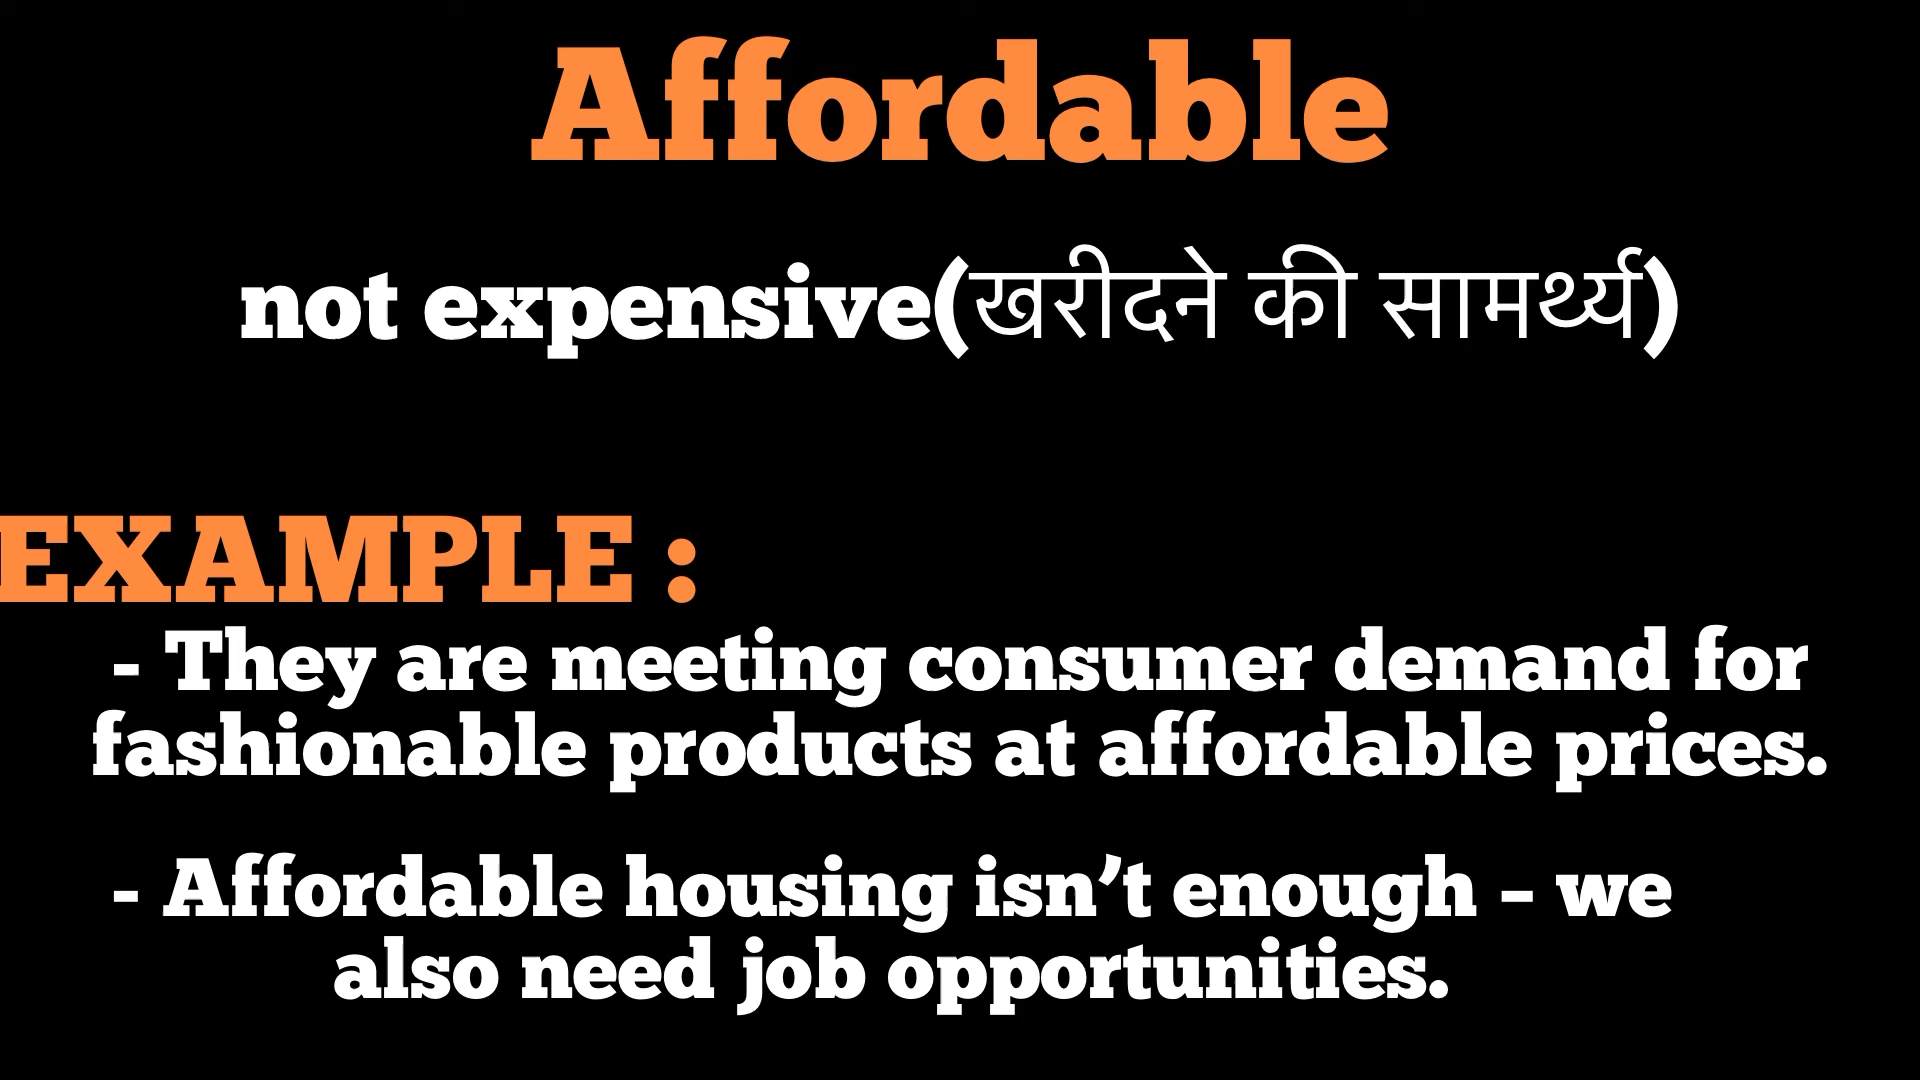 Affordable
not expensive(खरीदने की सामर्थ्य)
EXAMPLE :
- They are meeting consumer demand for
fashionable products at affordable prices.
- Affordable housing isn’t enough – we
also need job opportunities.